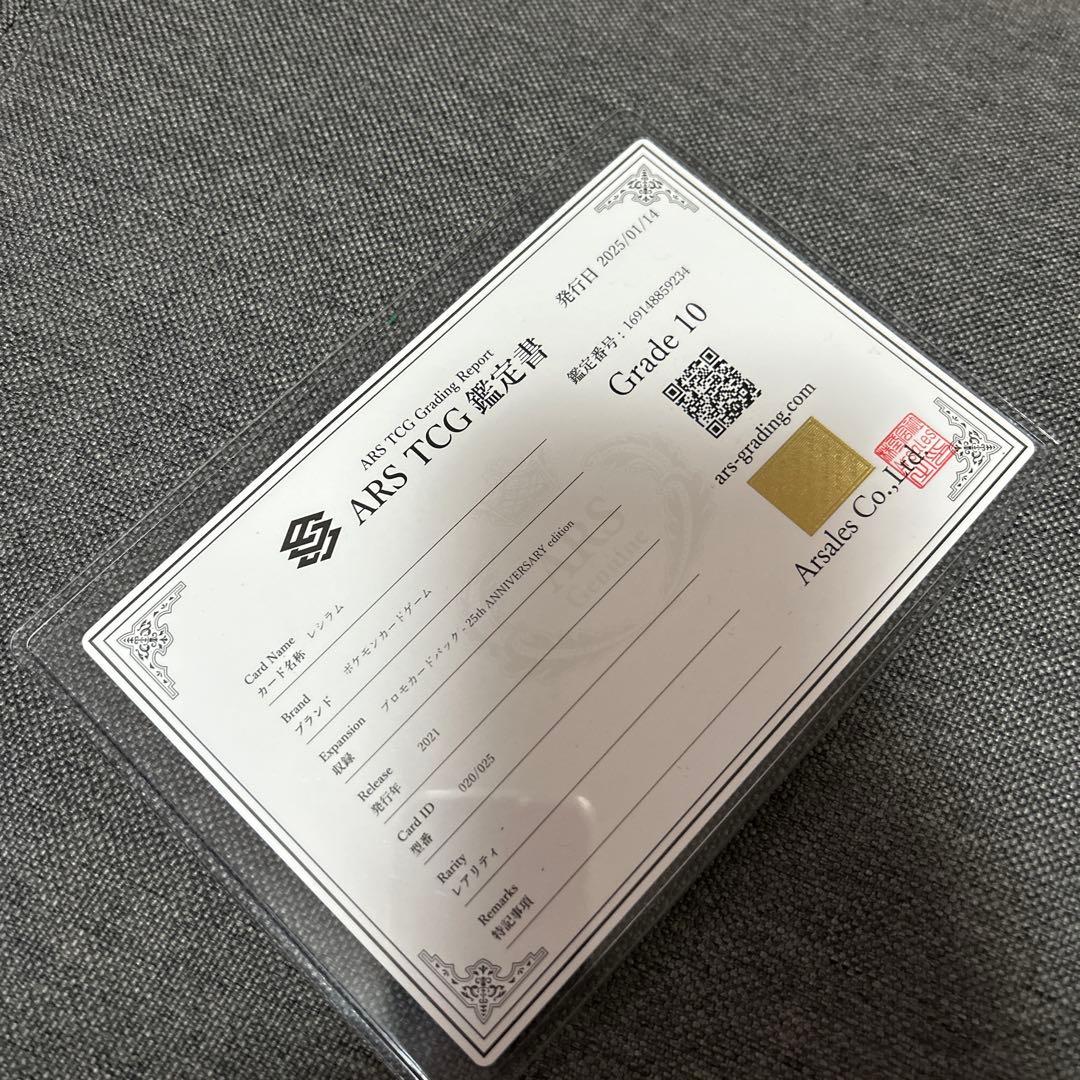 発行日 2025/01/14
ARS TCG Grading Report
ARS TCG 鑑定書
鑑定番号：169148859234
Grade 10
ars-grading.com
Arsales Co.,Ltd.
Card Name
カード名称 レシラム
Brand
ブランド ポケモンカードゲーム
Expansion
収録 プロモカードパック - 25th ANNIVERSARY edition
Release
発行年 2021
Card ID
型番 020/025
Rarity
レアリティ
Remarks
特記事項
ARS
Genuine